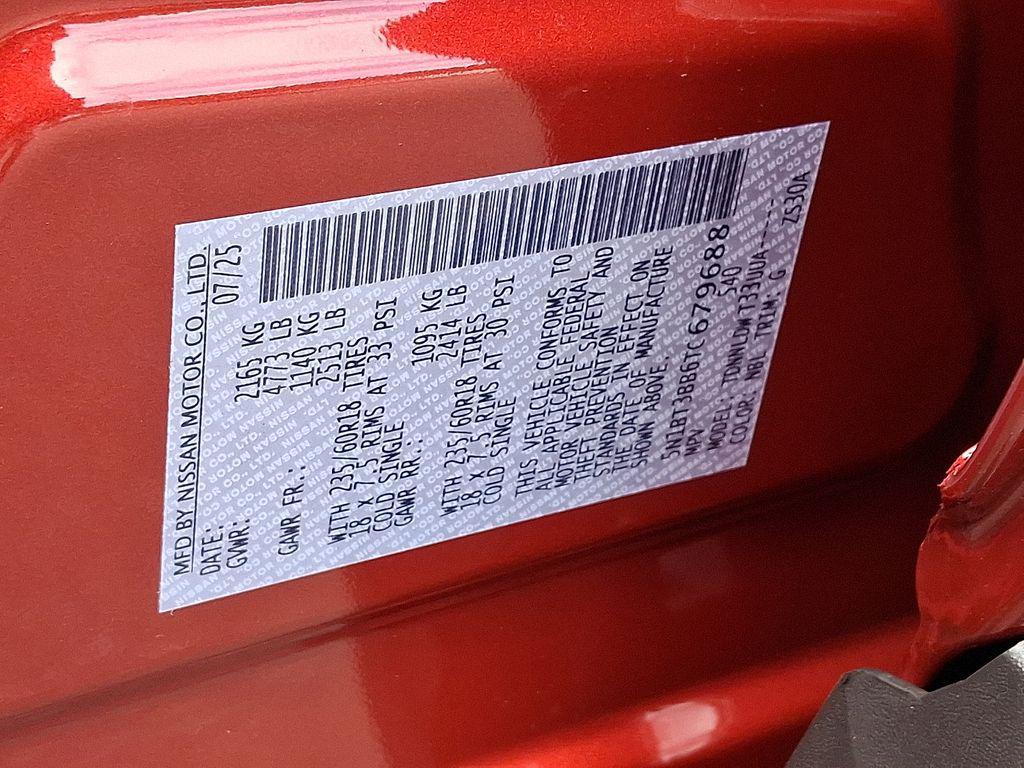 MFD BY NISSAN MOTOR CO., LTD.
DATE: 07/25
GVWR: 2165 KG
4773 LB
GAWR FR.: 1140 KG
2513 LB
WITH 235/60R18 TIRES
18 X 7.5 RIMS AT 33 PSI
COLD SINGLE
GAWR RR.: 1095 KG
2414 LB
WITH 235/60R18 TIRES
18 X 7.5 RIMS AT 30 PSI
COLD SINGLE
THIS VEHICLE CONFORMS TO
ALL APPLICABLE FEDERAL
MOTOR VEHICLE SAFETY AND
THEFT PREVENTION
STANDARDS IN EFFECT ON
THE DATE OF MANUFACTURE
SHOWN ABOVE.
5N1BT3BB6TC679688
MPV S40
MODEL: TDNNLDWT33UUA-----
COLOR: NBL TRIM: G ZS30A